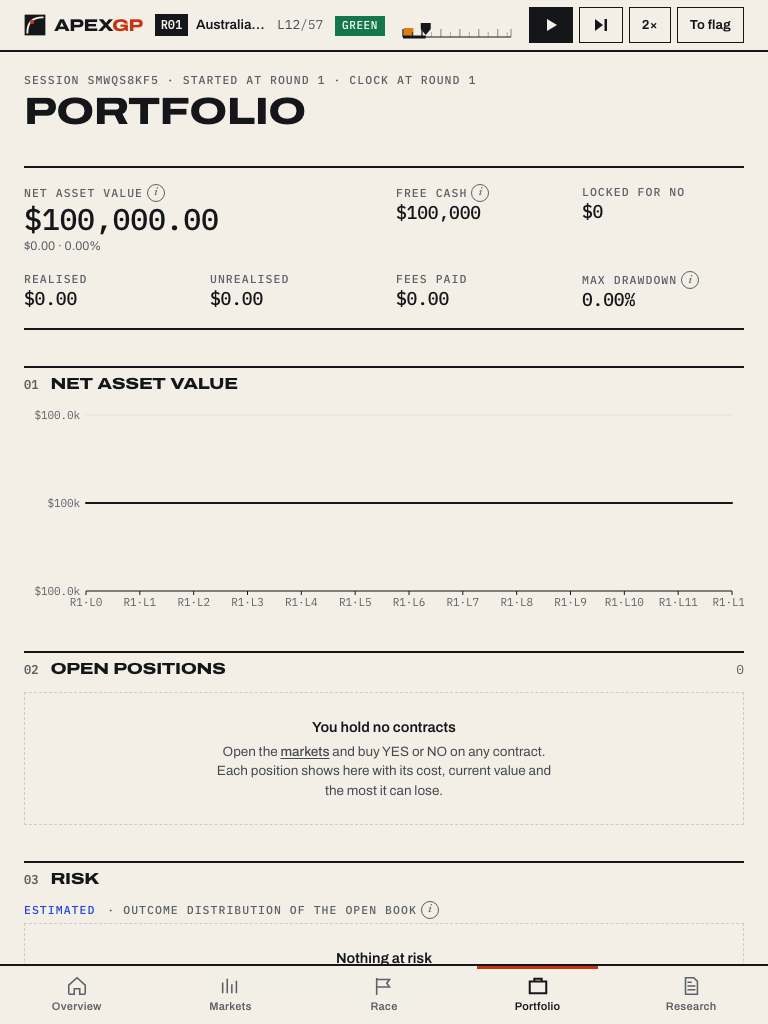 APEXGP R01 Australia... L12/57 GREEN 2× To flag
SESSION SMWQS8KF5 · STARTED AT ROUND 1 · CLOCK AT ROUND 1
PORTFOLIO
NET ASSET VALUE i FREE CASH i LOCKED FOR NO
$100,000.00 $100,000 $0
$0.00 · 0.00%
REALISED UNREALISED FEES PAID MAX DRAWDOWN i
$0.00 $0.00 $0.00 0.00%
01 NET ASSET VALUE
$100.0k
$100k
$100.0k
R1·L0 R1·L1 R1·L2 R1·L3 R1·L4 R1·L5 R1·L6 R1·L7 R1·L8 R1·L9 R1·L10 R1·L11 R1·L1
02 OPEN POSITIONS 0
You hold no contracts
Open the markets and buy YES or NO on any contract.
Each position shows here with its cost, current value and
the most it can lose.
03 RISK
ESTIMATED · OUTCOME DISTRIBUTION OF THE OPEN BOOK i
Nothing at risk
Overview Markets Race Portfolio Research